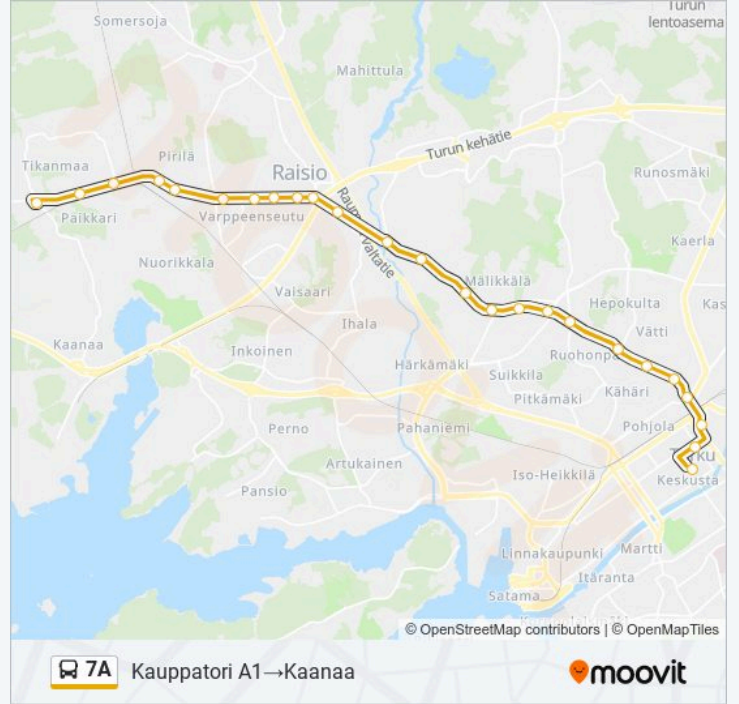 Turun
lentoasema
Somersoja
Mahittula
Turun kehätie
Tikanmaa
Pirilä
Raisio
Runosmäki
Paikkari
Varppeenseutu
Kaerla
Nuorikkala
Mälikkälä
Vaisaari
Hepokulta
Kas
Ihala
Vätti
Kaanaa
Inkoinen
Ruohonpä
Härkämäki
Suikkila
Kähäri
Pitkämäki
Perno
Pahaniemi
Pohjola
Artukainen
Iso-Heikkilä
Keskusta
Pansio
Linnakaupunki
Martti
Itäranta
Satama
© OpenStreetMap contributors | © OpenMapTiles
7A Kauppatori A1→Kaanaa
moovit